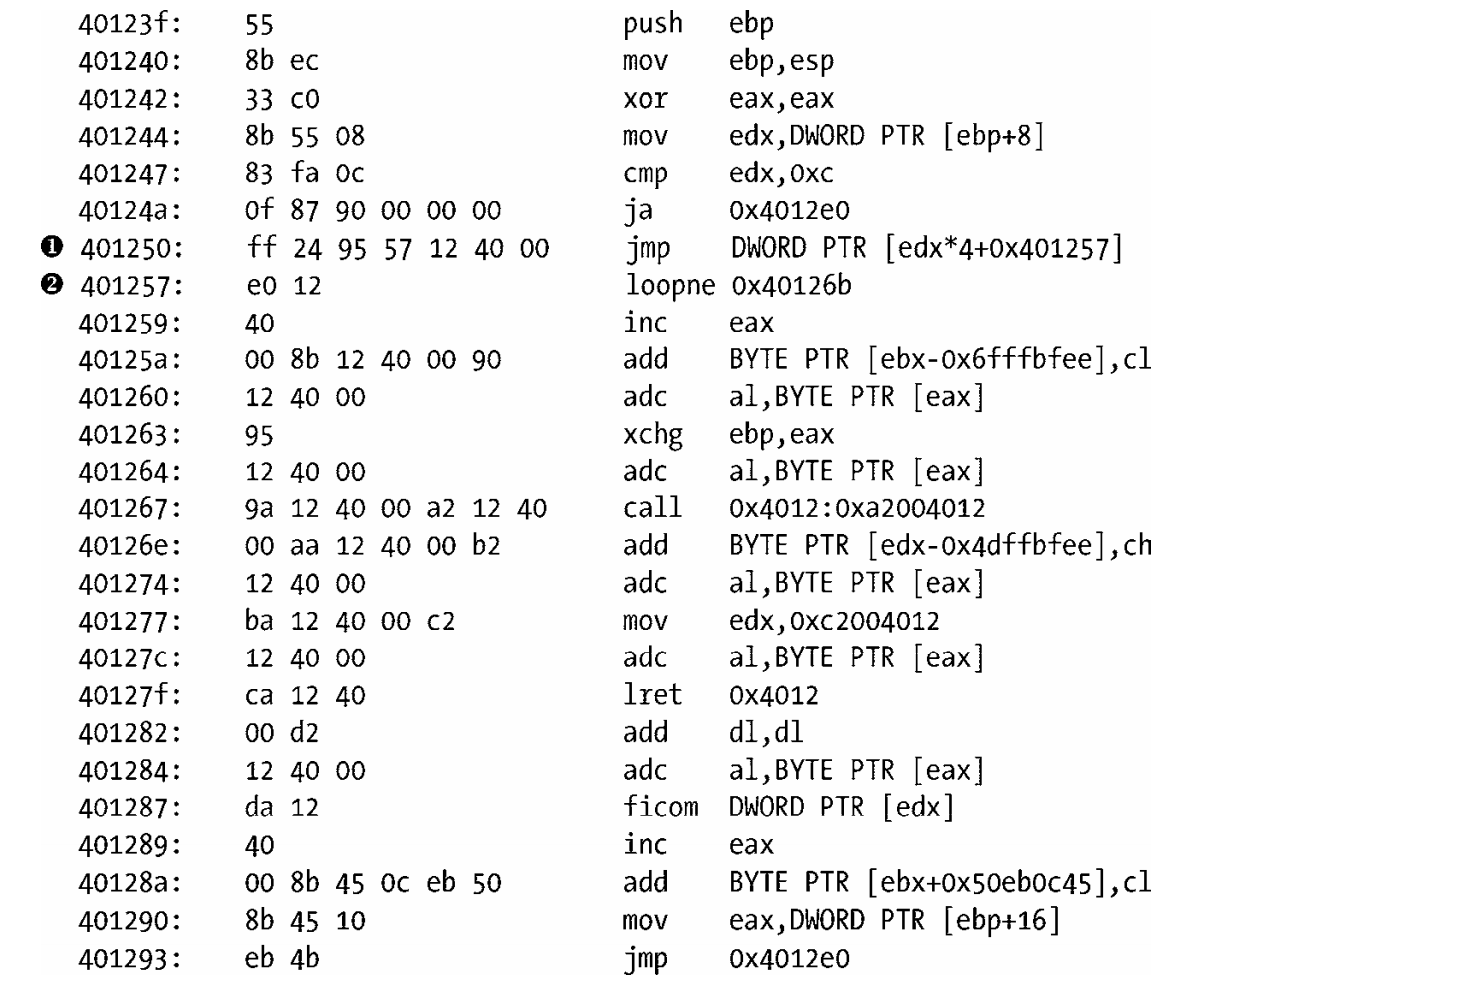 40123f: 55 push ebp
401240: 8b ec mov ebp,esp
401242: 33 c0 xor eax,eax
401244: 8b 55 08 mov edx,DWORD PTR [ebp+8]
401247: 83 fa 0c cmp edx,0xc
40124a: 0f 87 90 00 00 00 ja 0x4012e0
❶ 401250: ff 24 95 57 12 40 00 jmp DWORD PTR [edx*4+0x401257]
❷ 401257: e0 12 loopne 0x40126b
401259: 40 inc eax
40125a: 00 8b 12 40 00 90 add BYTE PTR [ebx-0x6fffbfee],cl
401260: 12 40 00 adc al,BYTE PTR [eax]
401263: 95 xchg ebp,eax
401264: 12 40 00 adc al,BYTE PTR [eax]
401267: 9a 12 40 00 a2 12 40 call 0x4012:0xa2004012
40126e: 00 aa 12 40 00 b2 add BYTE PTR [edx-0x4dffbfee],ch
401274: 12 40 00 adc al,BYTE PTR [eax]
401277: ba 12 40 00 c2 mov edx,0xc2004012
40127c: 12 40 00 adc al,BYTE PTR [eax]
40127f: ca 12 40 lret 0x4012
401282: 00 d2 add dl,dl
401284: 12 40 00 adc al,BYTE PTR [eax]
401287: da 12 ficom DWORD PTR [edx]
401289: 40 inc eax
40128a: 00 8b 45 0c eb 50 add BYTE PTR [ebx+0x50eb0c45],cl
401290: 8b 45 10 mov eax,DWORD PTR [ebp+16]
401293: eb 4b jmp 0x4012e0